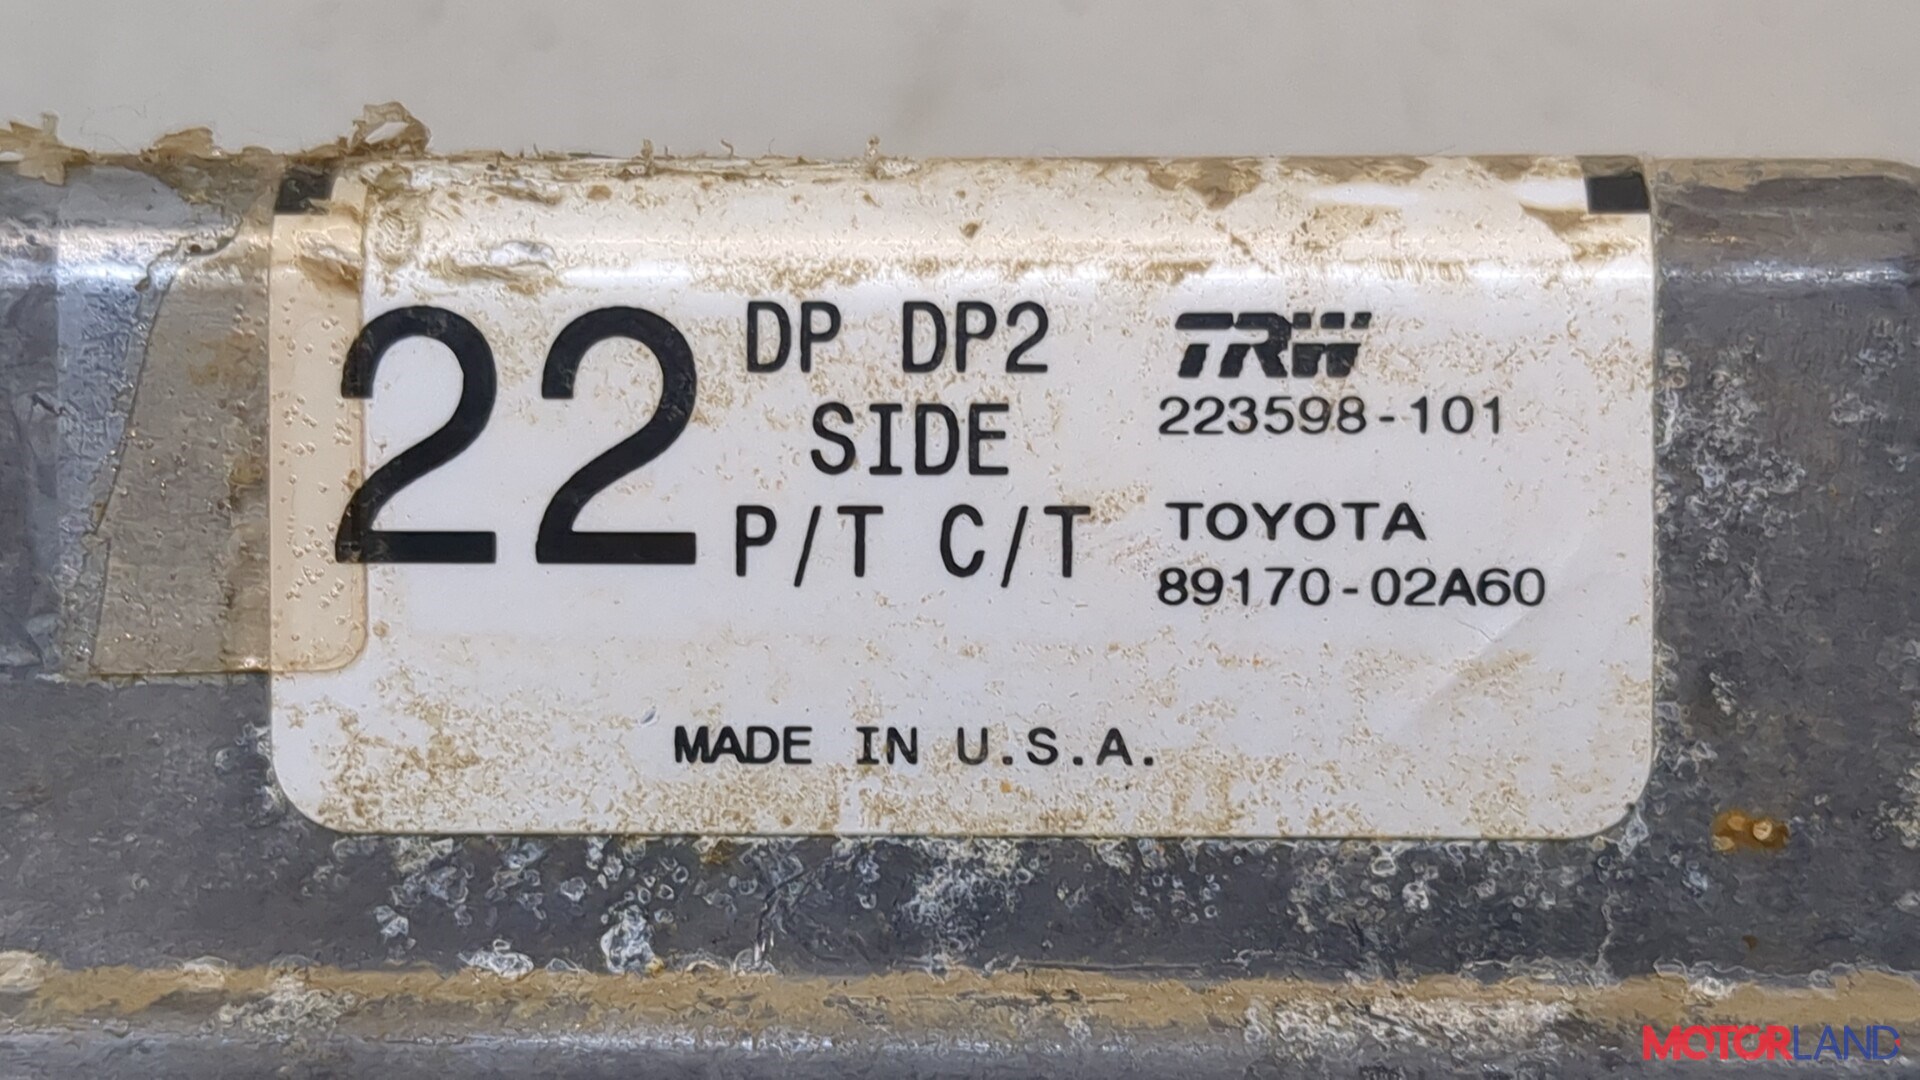 22
DP DP2
SIDE
P/T C/T
TRW
223598-101
TOYOTA
89170-02A60
MADE IN U.S.A.
MOTORLAND